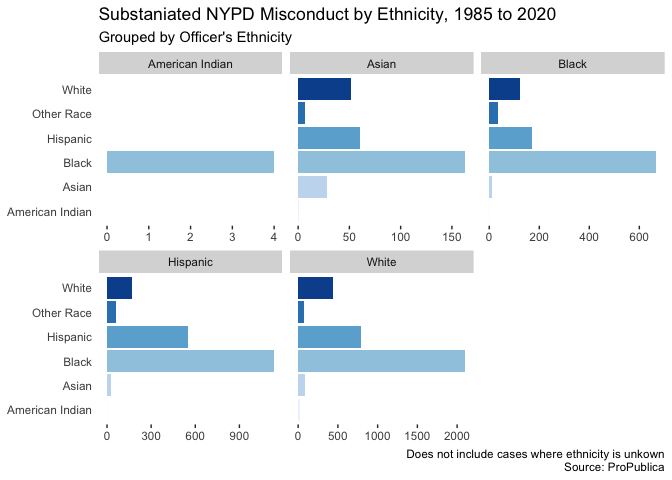 Substaniated NYPD Misconduct by Ethnicity, 1985 to 2020
Grouped by Officer's Ethnicity
American Indian
Asian
Black
White
Other Race
Hispanic
Black
Asian
American Indian
0 1 2 3 4
0 50 100 150
0 200 400 600
Hispanic
White
White
Other Race
Hispanic
Black
Asian
American Indian
0 300 600 900
0 500 1000 1500 2000
Does not include cases where ethnicity is unkown
Source: ProPublica